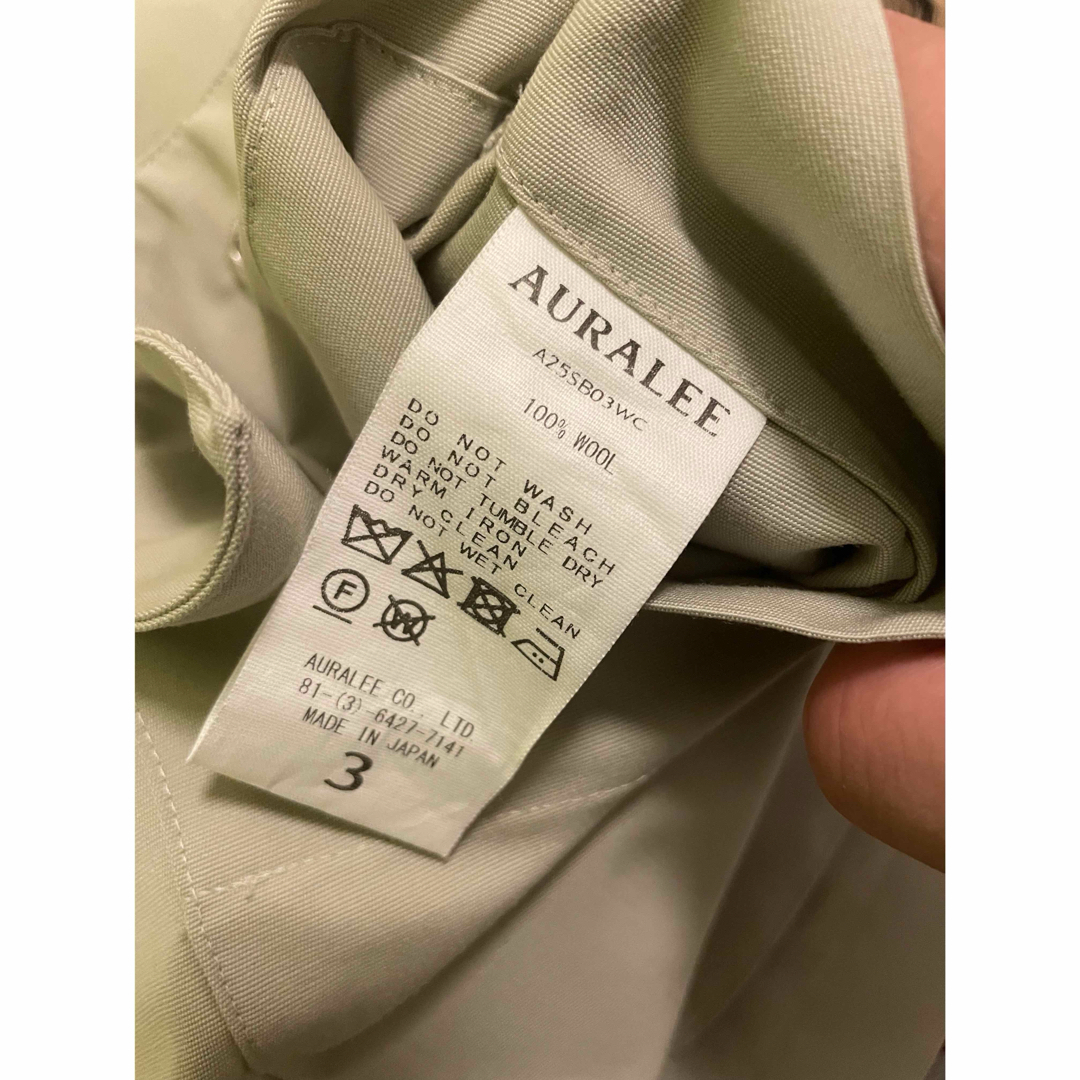 AURALEE
A25SB03WC
100% WOOL
DO NOT WASH
DO NOT BLEACH
DO NOT TUMBLE DRY
WARM IRON
DRY CLEAN
DO NOT WET CLEAN
F
W
AURALEE CO., LTD.
81-(3)-6427-7141
MADE IN JAPAN
3